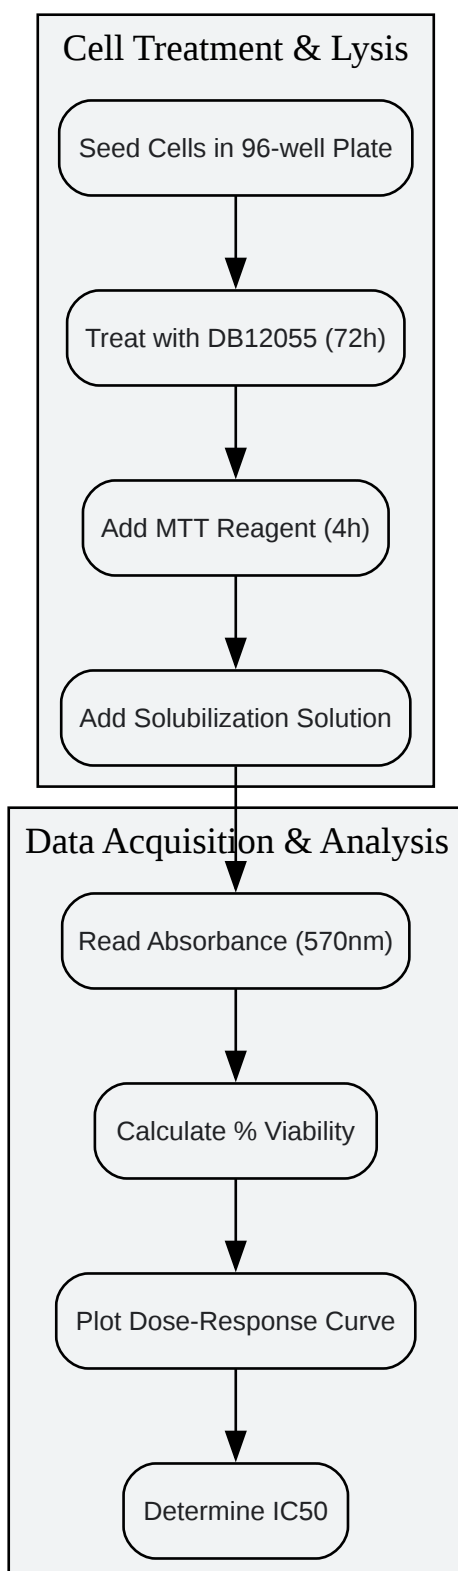 Cell Treatment & Lysis
Seed Cells in 96-well Plate
Treat with DB12055 (72h)
Add MTT Reagent (4h)
Add Solubilization Solution
Data Acquisition & Analysis
Read Absorbance (570nm)
Calculate % Viability
Plot Dose-Response Curve
Determine IC50